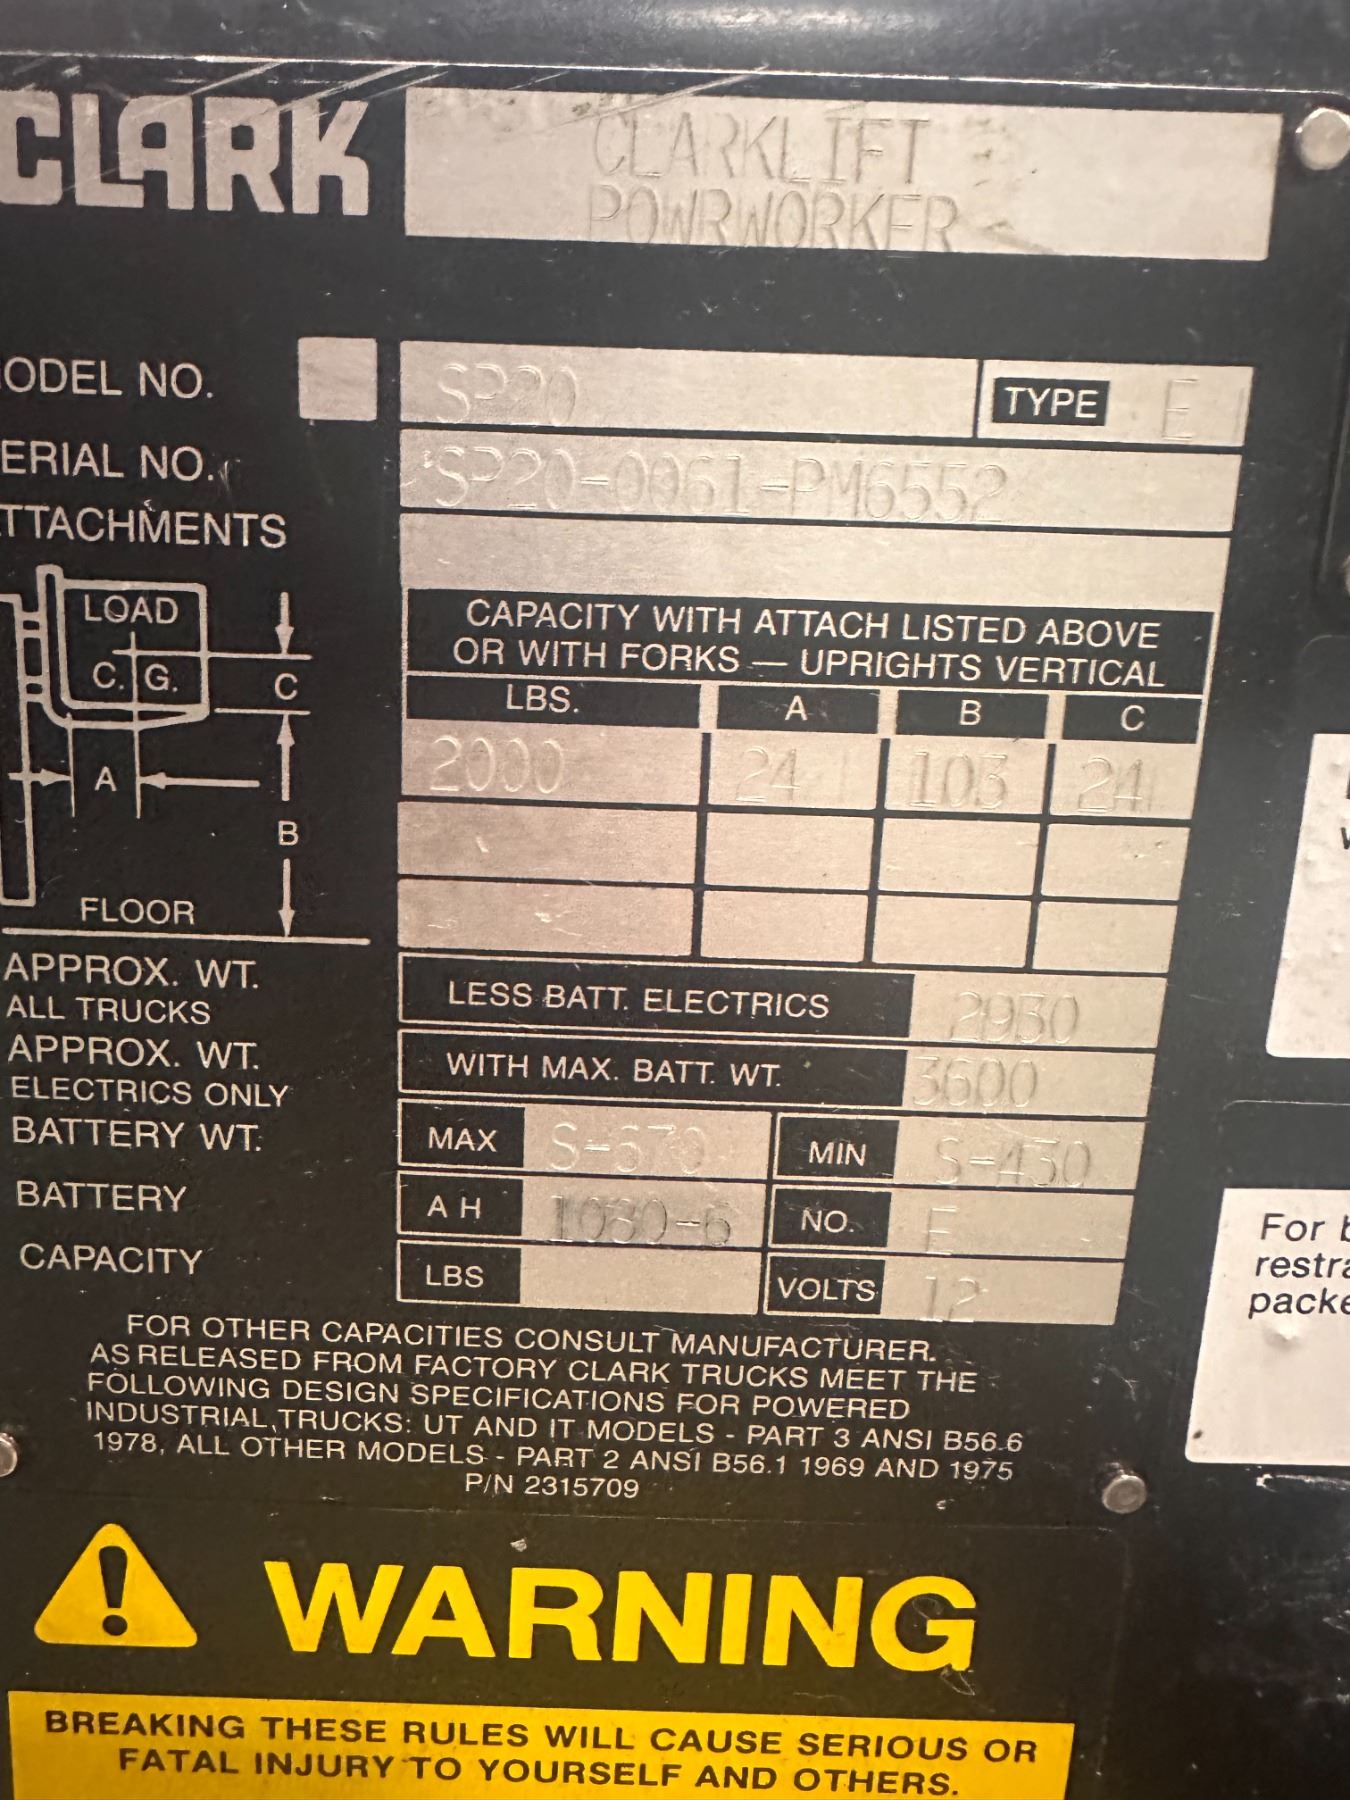 CLARK
CLARKLIFT
POWRWORKER
ODEL NO. SP20 TYPE E
ERIAL NO. SP20-0061-PM6552
TTACHMENTS
CAPACITY WITH ATTACH LISTED ABOVE
OR WITH FORKS — UPRIGHTS VERTICAL
LBS. A B C
2000 24 103 24
LOAD
C. G.
C
A
B
FLOOR
APPROX. WT.
ALL TRUCKS
LESS BATT. ELECTRICS 2930
APPROX. WT.
ELECTRICS ONLY
WITH MAX. BATT. WT. 3600
BATTERY WT. MAX S-670 MIN S-430
BATTERY A H 1030-6 NO. E
CAPACITY LBS VOLTS 12
FOR OTHER CAPACITIES CONSULT MANUFACTURER.
AS RELEASED FROM FACTORY CLARK TRUCKS MEET THE
FOLLOWING DESIGN SPECIFICATIONS FOR POWERED
INDUSTRIAL TRUCKS: UT AND IT MODELS - PART 3 ANSI B56.6
1978, ALL OTHER MODELS - PART 2 ANSI B56.1 1969 AND 1975
P/N 2315709
WARNING
BREAKING THESE RULES WILL CAUSE SERIOUS OR
FATAL INJURY TO YOURSELF AND OTHERS.
For b
restra
packe